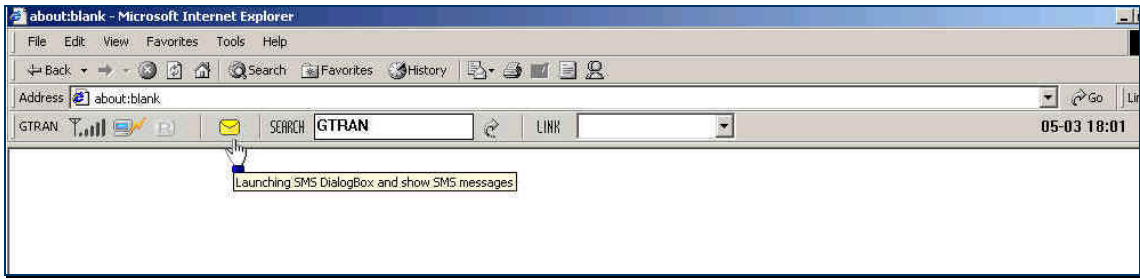 about:blank - Microsoft Internet Explorer
File Edit View Favorites Tools Help
Back Search Favorites History
Address about:blank Go
GTRAN SEARCH GTRAN LINK 05-03 18:01
Launching SMS DialogBox and show SMS messages